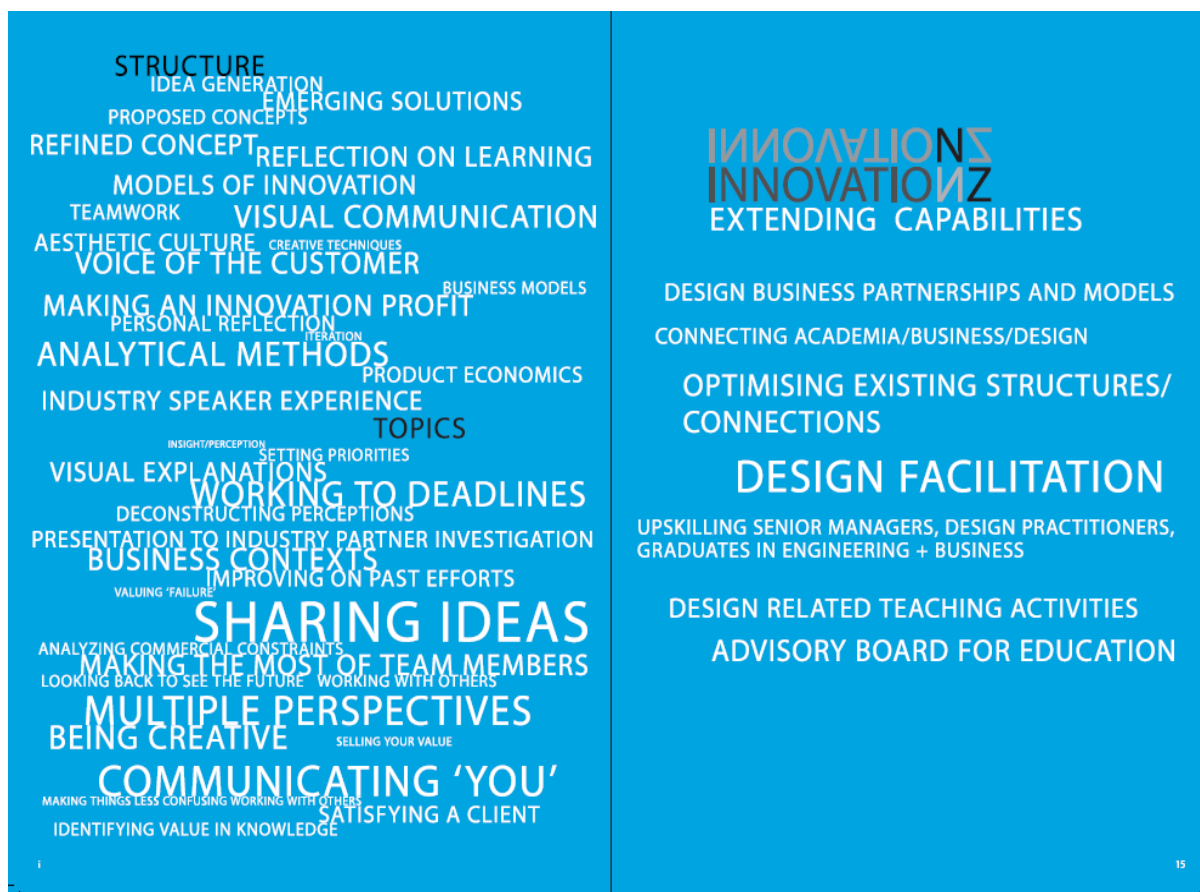 STRUCTURE
IDEA GENERATION
EMERGING SOLUTIONS
PROPOSED CONCEPTS
REFINED CONCEPT
REFLECTION ON LEARNING
MODELS OF INNOVATION
TEAMWORK
VISUAL COMMUNICATION
AESTHETIC CULTURE
CREATIVE TECHNIQUES
VOICE OF THE CUSTOMER
BUSINESS MODELS
MAKING AN INNOVATION PROFIT
PERSONAL REFLECTION
ITERATION
ANALYTICAL METHODS
PRODUCT ECONOMICS
INDUSTRY SPEAKER EXPERIENCE
TOPICS
INSIGHT/PERCEPTION
SETTING PRIORITIES
VISUAL EXPLANATIONS
WORKING TO DEADLINES
DECONSTRUCTING PERCEPTIONS
PRESENTATION TO INDUSTRY PARTNER INVESTIGATION
BUSINESS CONTEXTS
IMPROVING ON PAST EFFORTS
VALUING 'FAILURE'
SHARING IDEAS
ANALYZING COMMERCIAL CONSTRAINTS
MAKING THE MOST OF TEAM MEMBERS
LOOKING BACK TO SEE THE FUTURE WORKING WITH OTHERS
MULTIPLE PERSPECTIVES
BEING CREATIVE
SELLING YOUR VALUE
COMMUNICATING 'YOU'
MAKING THINGS LESS CONFUSING WORKING WITH OTHERS
SATISFYING A CLIENT
IDENTIFYING VALUE IN KNOWLEDGE
i
INNOVATIONZ
INNOVATIONZ
EXTENDING CAPABILITIES
DESIGN BUSINESS PARTNERSHIPS AND MODELS
CONNECTING ACADEMIA/BUSINESS/DESIGN
OPTIMISING EXISTING STRUCTURES/
CONNECTIONS
DESIGN FACILITATION
UPSKILLING SENIOR MANAGERS, DESIGN PRACTITIONERS,
GRADUATES IN ENGINEERING + BUSINESS
DESIGN RELATED TEACHING ACTIVITIES
ADVISORY BOARD FOR EDUCATION
15